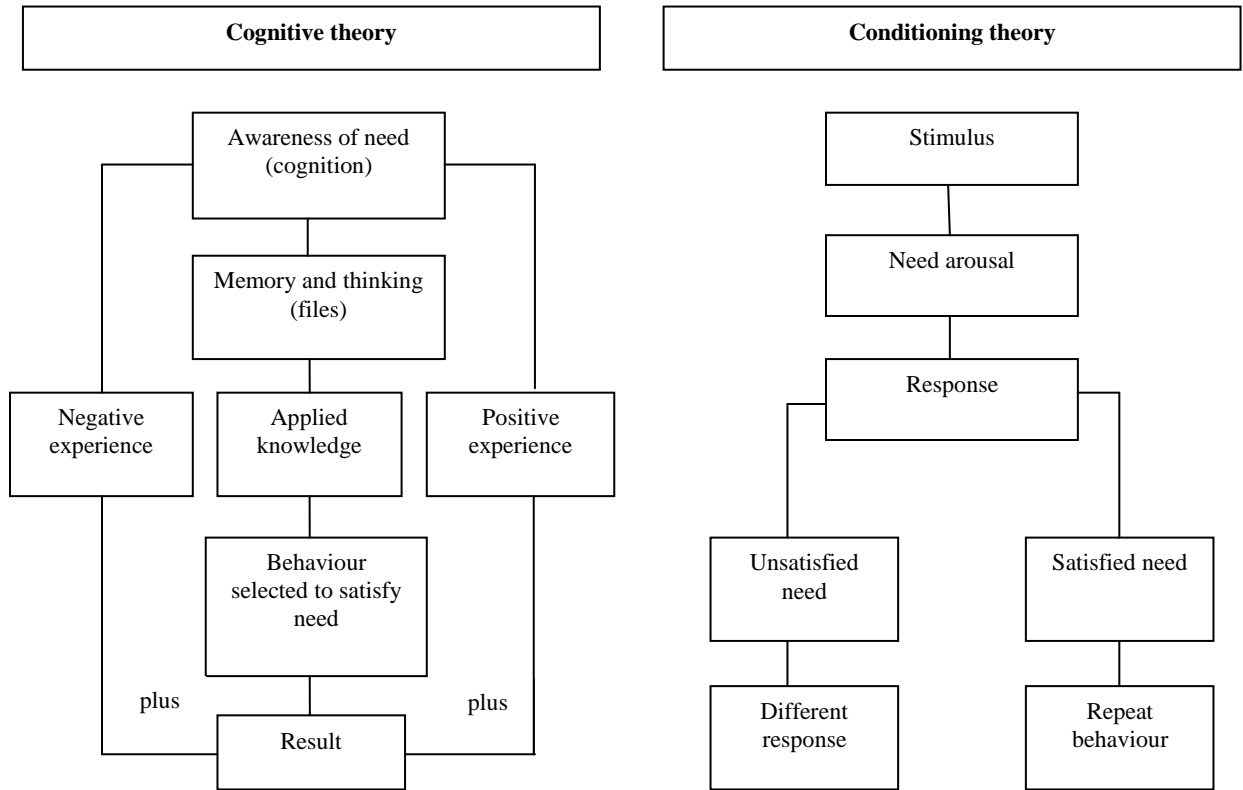 Cognitive theory
Awareness of need
(cognition)
Memory and thinking
(files)
Negative
experience
Applied
knowledge
Positive
experience
Behaviour
selected to satisfy
need
plus
plus
Result
Conditioning theory
Stimulus
Need arousal
Response
Unsatisfied
need
Satisfied need
Different
response
Repeat
behaviour